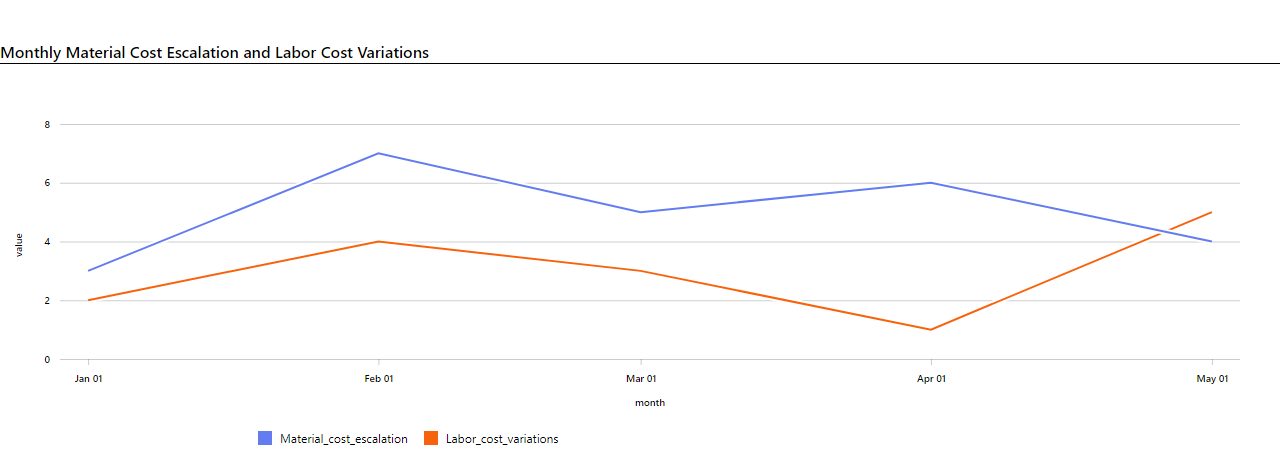 Monthly Material Cost Escalation and Labor Cost Variations
8
6
4
2
0
value
Jan 01 Feb 01 Mar 01 Apr 01 May 01
month
Material_cost_escalation Labor_cost_variations